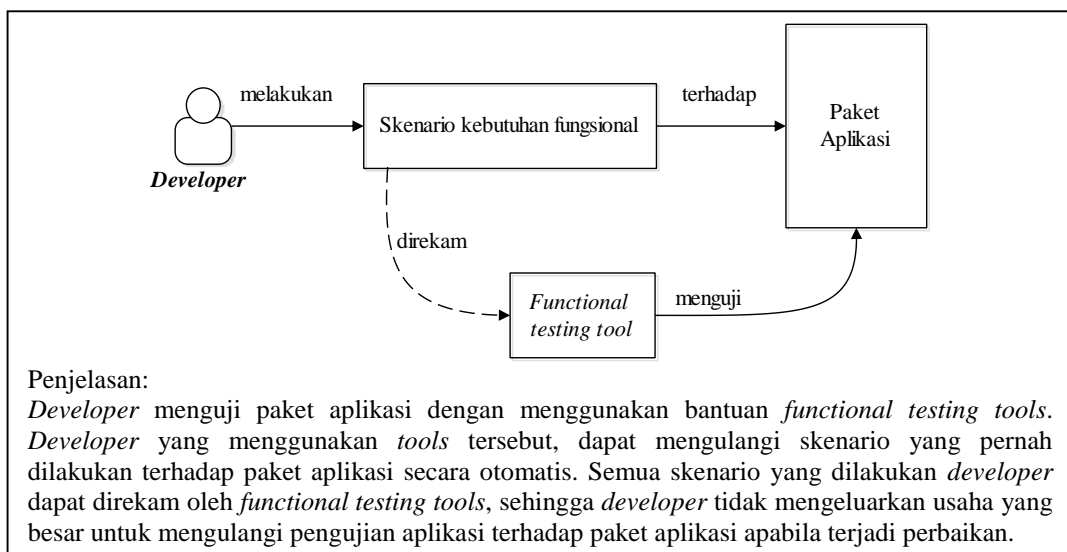 melakukan
Skenario kebutuhan fungsional
terhadap
Paket
Aplikasi
Developer
direkam
Functional
testing tool
menguji
Penjelasan:
Developer menguji paket aplikasi dengan menggunakan bantuan functional testing tools.
Developer yang menggunakan tools tersebut, dapat mengulangi skenario yang pernah
dilakukan terhadap paket aplikasi secara otomatis. Semua skenario yang dilakukan developer
dapat direkam oleh functional testing tools, sehingga developer tidak mengeluarkan usaha yang
besar untuk mengulangi pengujian aplikasi terhadap paket aplikasi apabila terjadi perbaikan.